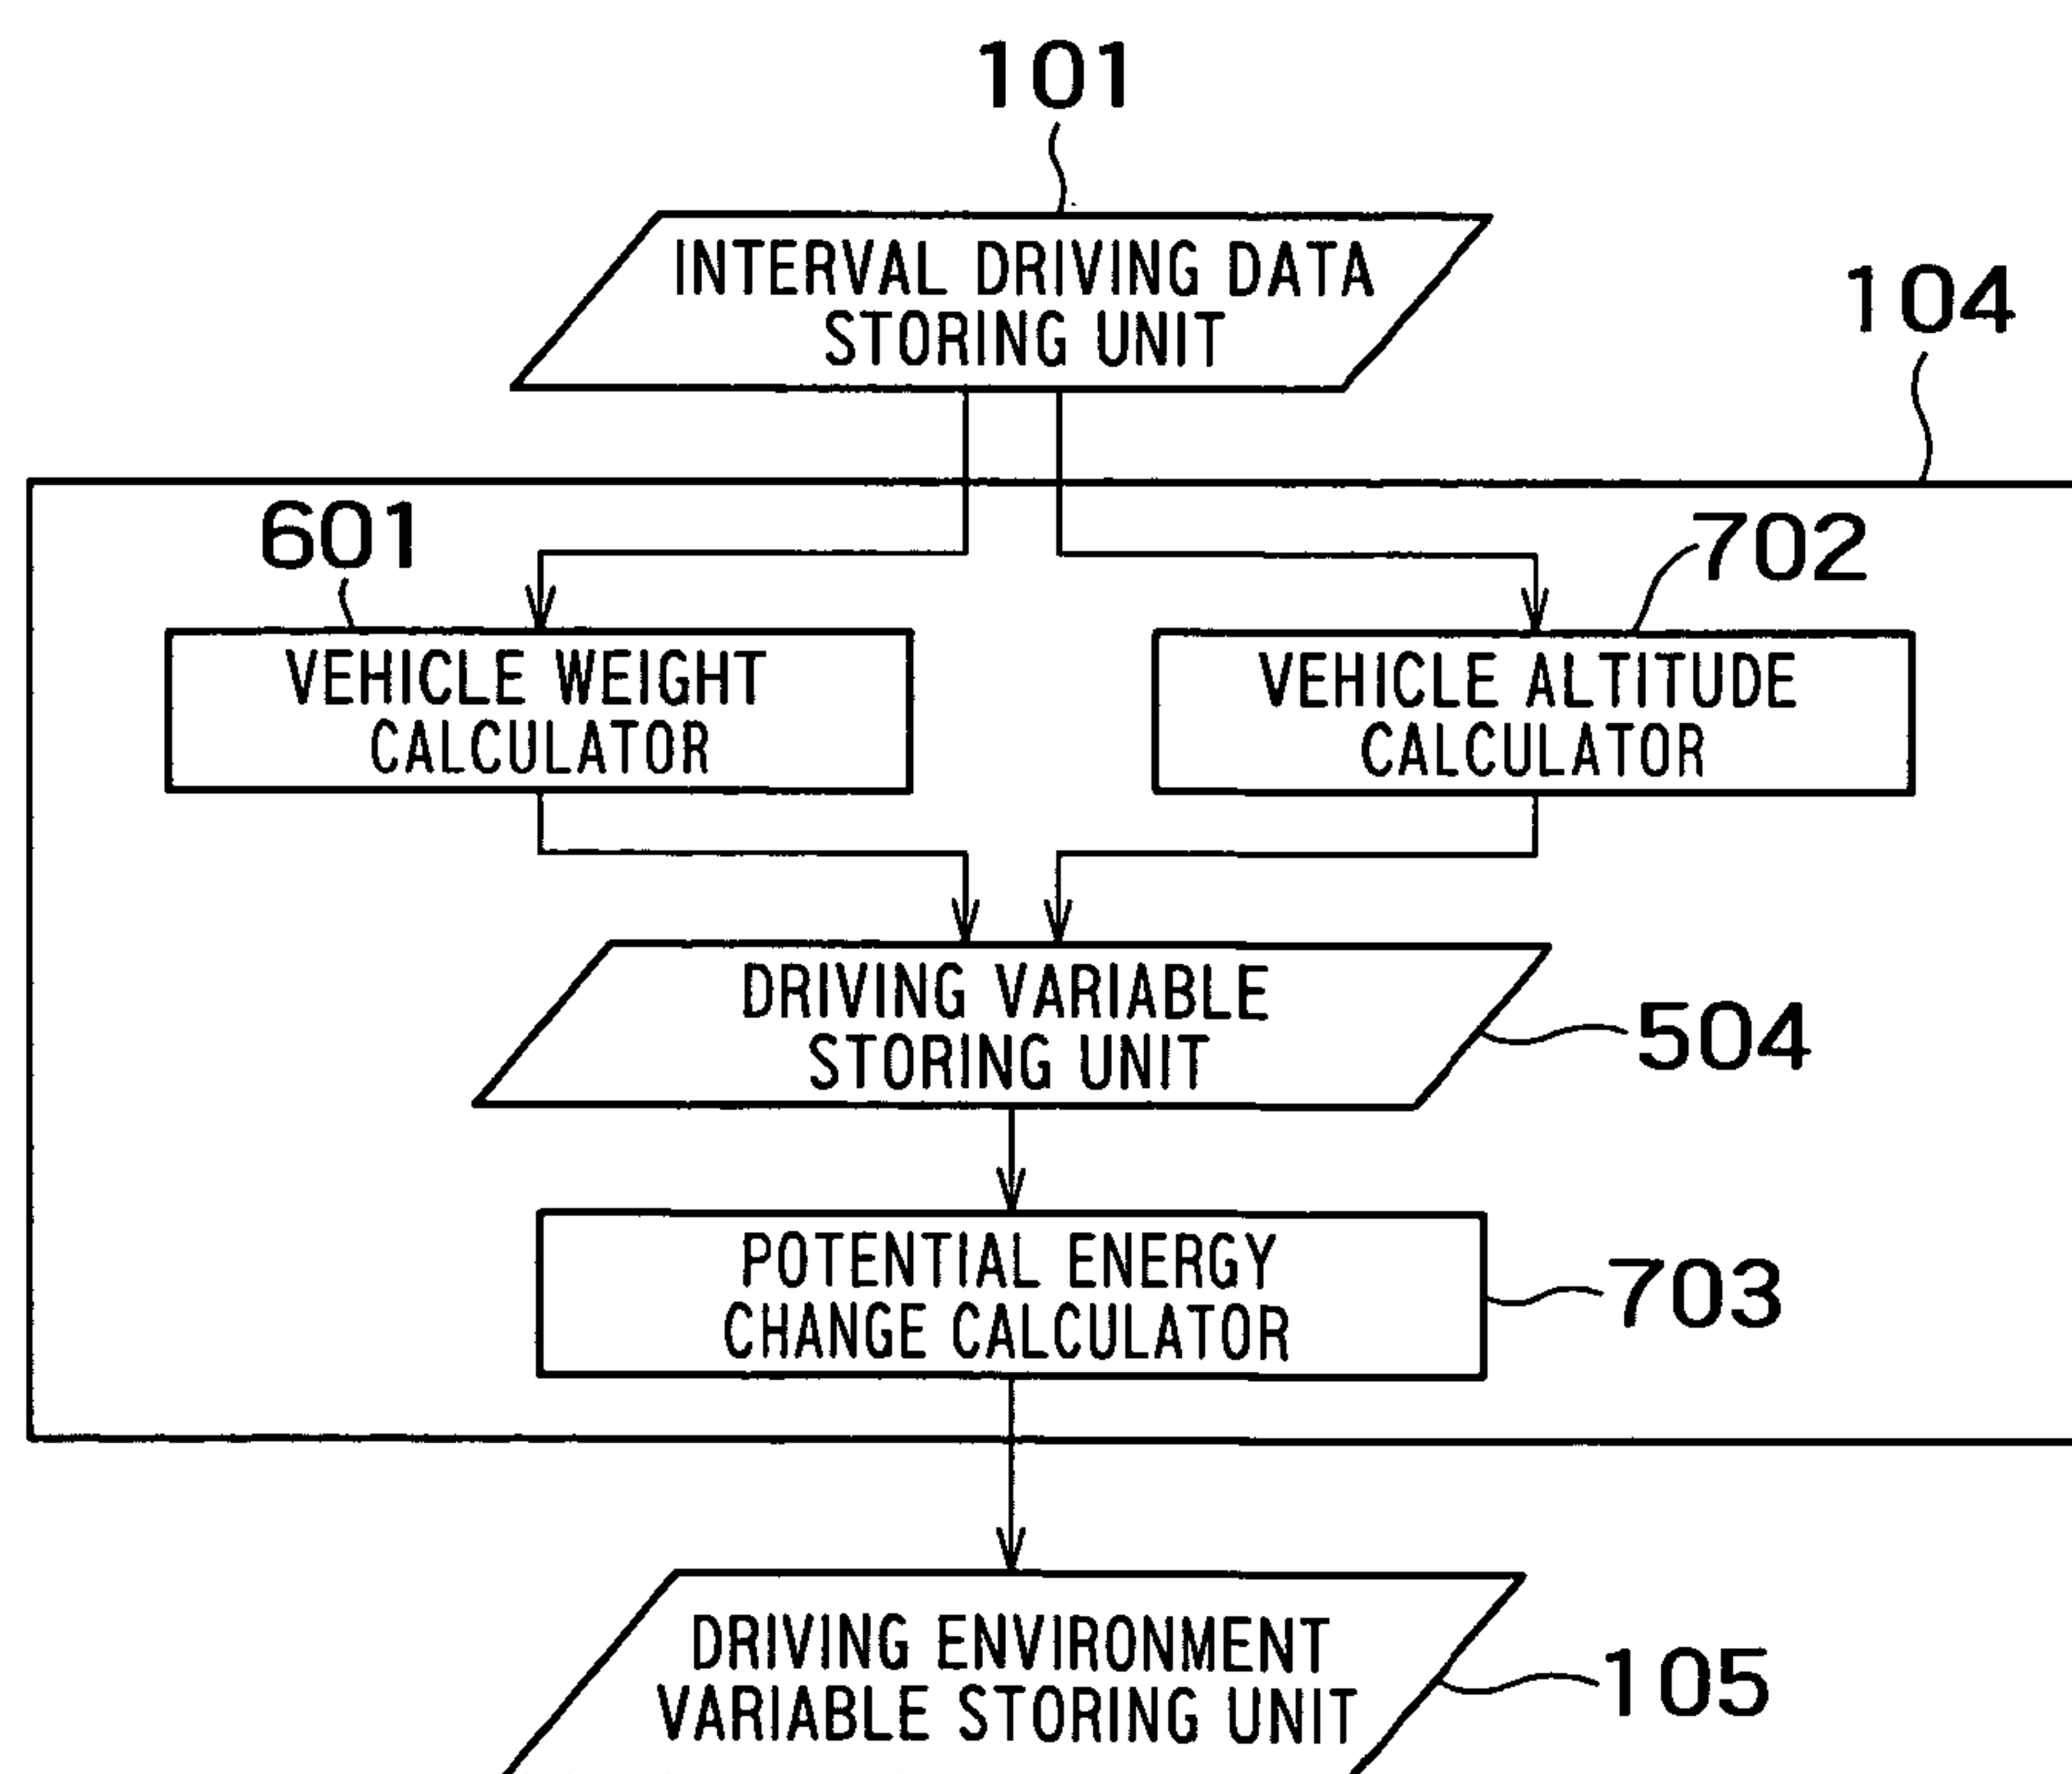 101
INTERVAL DRIVING DATA
STORING UNIT
104
601
702
VEHICLE WEIGHT
CALCULATOR
VEHICLE ALTITUDE
CALCULATOR
DRIVING VARIABLE
STORING UNIT
504
POTENTIAL ENERGY
CHANGE CALCULATOR
703
DRIVING ENVIRONMENT
VARIABLE STORING UNIT
105